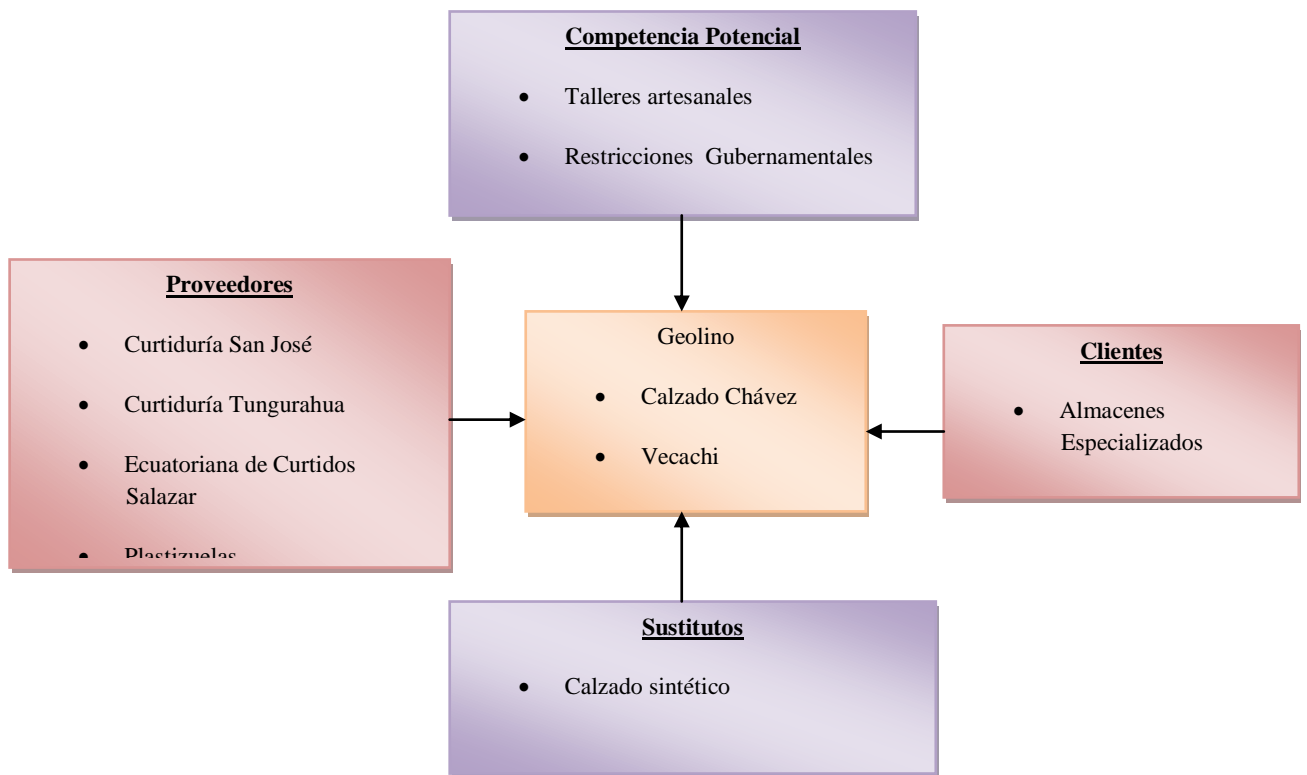 Competencia Potencial
• Talleres artesanales
• Restricciones Gubernamentales
Proveedores
• Curtiduría San José
• Curtiduría Tungurahua
• Ecuatoriana de Curtidos
Salazar
• Plastizuelas
Geolino
• Calzado Chávez
• Vecachi
Clientes
• Almacenes
Especializados
Sustitutos
• Calzado sintético